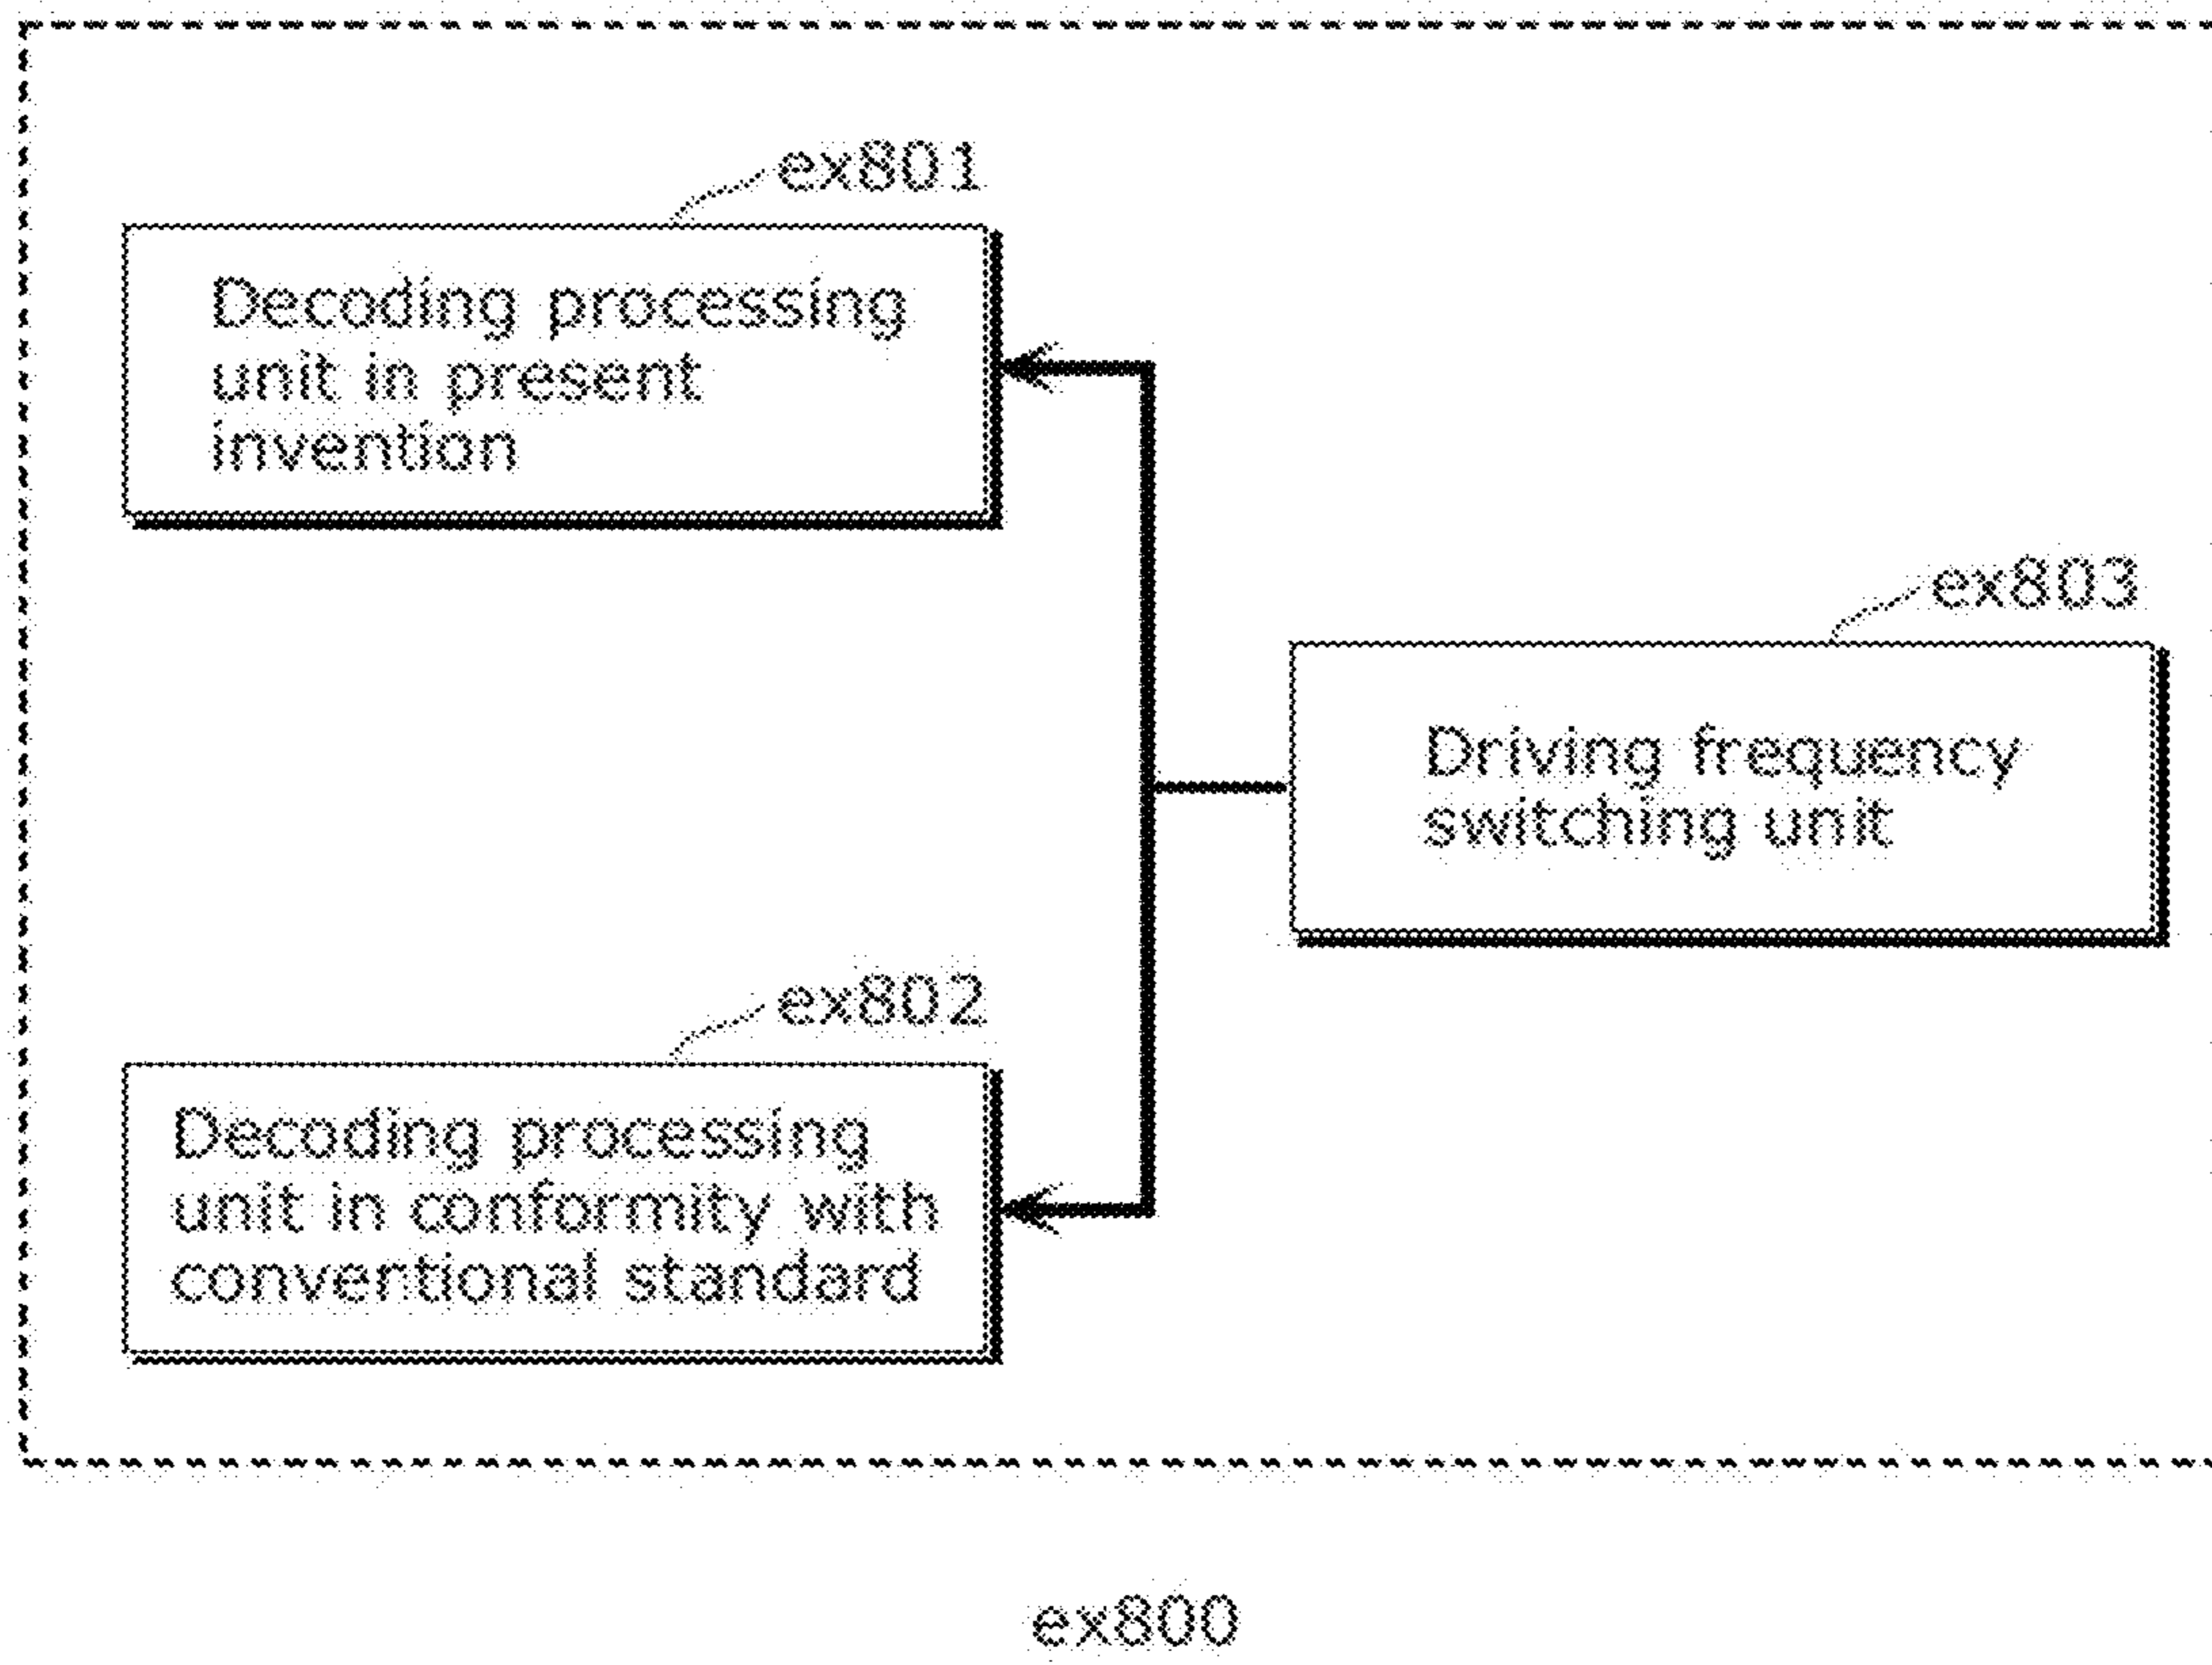 ex801
Decoding processing
unit in present
invention
ex803
Driving frequency
switching unit
ex802
Decoding processing
unit in conformity with
conventional standard
ex800